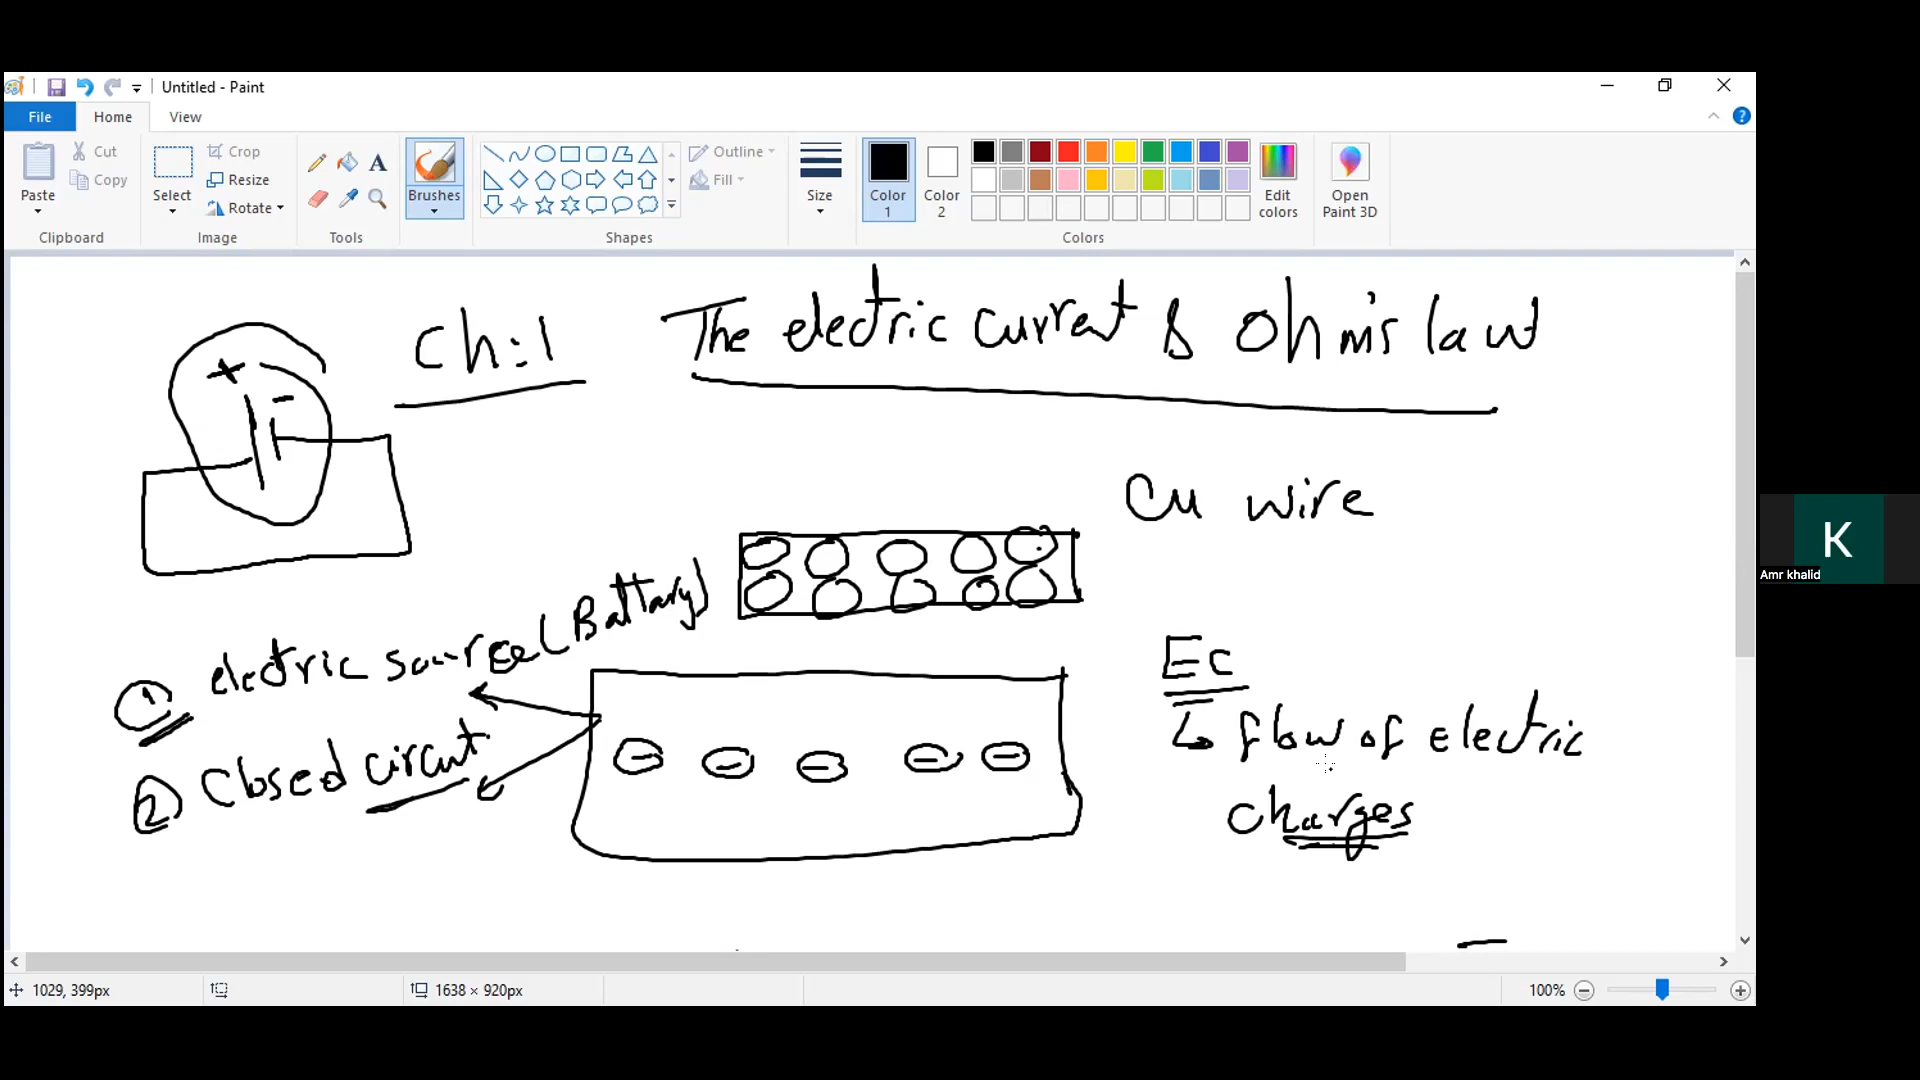 Untitled - Paint
File Home View
Paste
Cut
Copy
Clipboard
Select
Crop
Resize
Rotate
Image
Tools
Brushes
Shapes
Outline
Fill
Size
Color 1
Color 2
Edit colors
Open Paint 3D
Colors
Ch:1 The electric current & Ohm's law
+ -
Cu wire
① electric source (Battary)
② Closed circut
- - - - -
Ec
↳ flow of electric
charges
K
Amr khalid
1029, 399px
1638 × 920px
100%